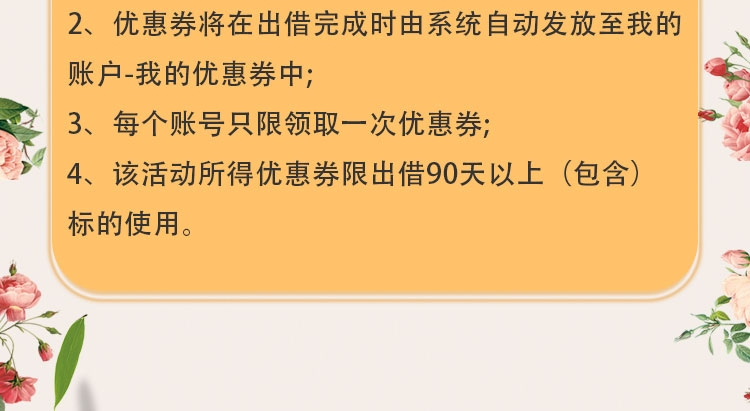 2、优惠券将在出借完成时由系统自动发放至我的
账户-我的优惠券中;
3、每个账号只限领取一次优惠券;
4、该活动所得优惠券限出借90天以上（包含）
标的使用。